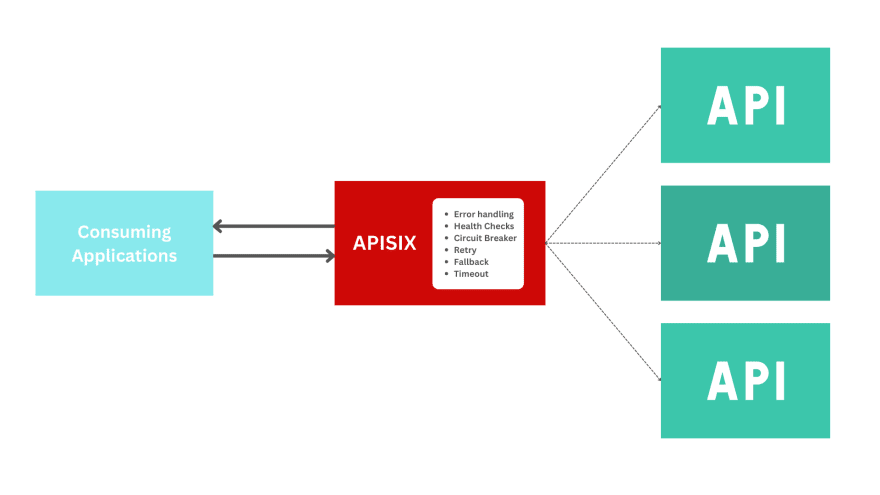 Consuming
Applications
APISIX
• Error handling
• Health Checks
• Circuit Breaker
• Retry
• Fallback
• Timeout
API
API
API